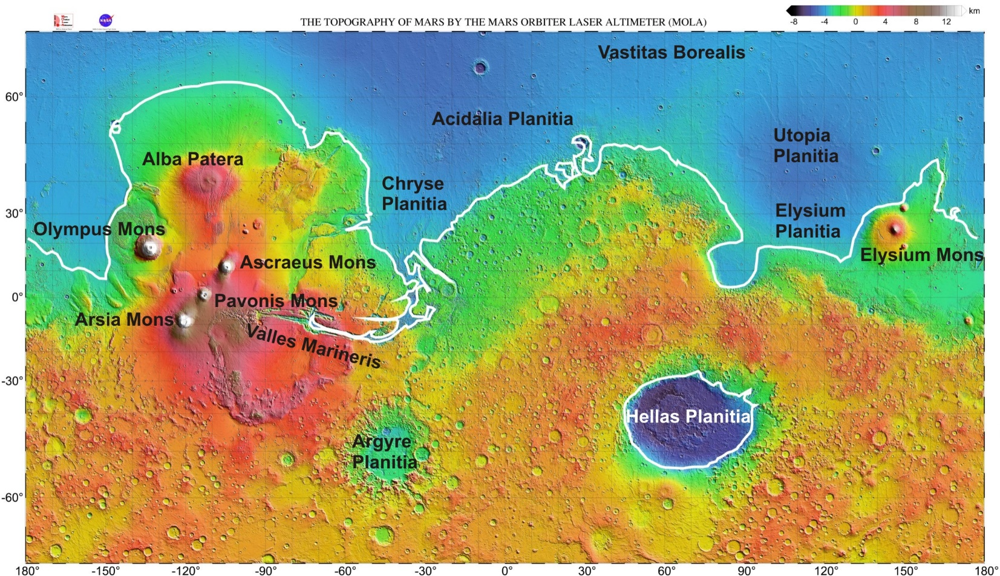 THE TOPOGRAPHY OF MARS BY THE MARS ORBITER LASER ALTIMETER (MOLA)
km
-8 -4 0 4 8 12
NASA
Vastitas Borealis
60°
Acidalia Planitia
Utopia
Planitia
Alba Patera
Chryse
Planitia
30°
Elysium
Planitia
Olympus Mons
Elysium Mons
Ascraeus Mons
0°
Pavonis Mons
Arsia Mons
Valles Marineris
-30°
Hellas Planitia
Argyre
Planitia
-60°
180° -150° -120° -90° -60° -30° 0° 30° 60° 90° 120° 150° 180°